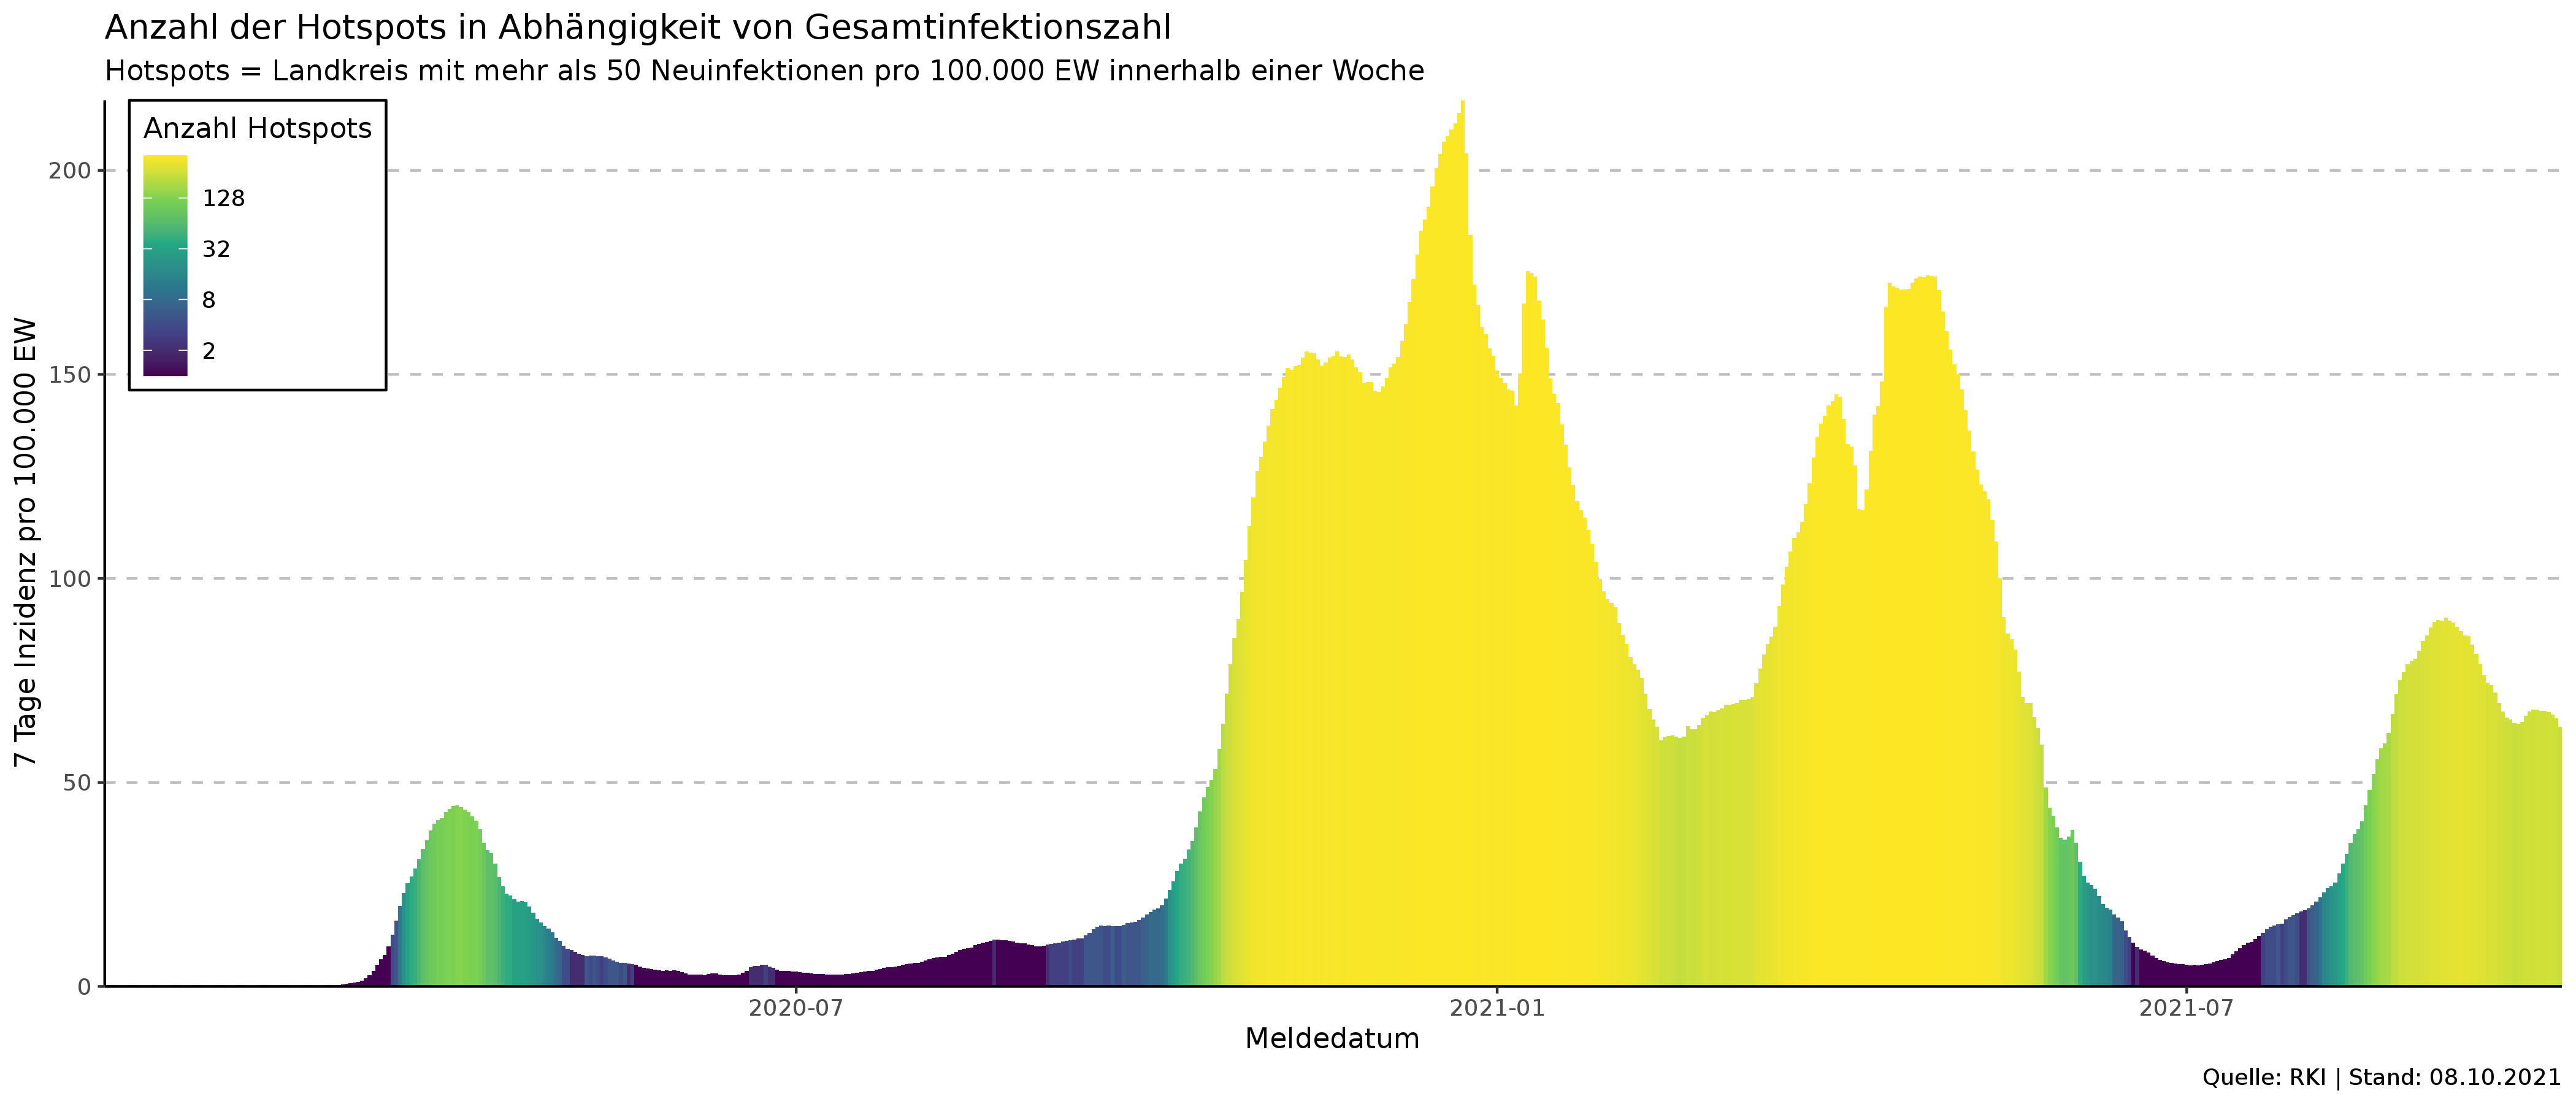 Anzahl der Hotspots in Abhängigkeit von Gesamtinfektionszahl
Hotspots = Landkreis mit mehr als 50 Neuinfektionen pro 100.000 EW innerhalb einer Woche
Anzahl Hotspots
128
32
8
2
7 Tage Inzidenz pro 100.000 EW
200
150
100
50
0
2020-07
2021-01
2021-07
Meldedatum
Quelle: RKI | Stand: 08.10.2021